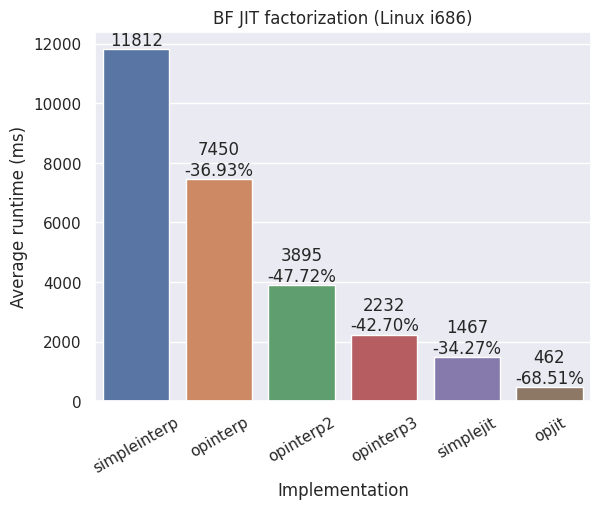 BF JIT factorization (Linux i686)
Average runtime (ms)
12000
10000
8000
6000
4000
2000
0
11812
7450
-36.93%
3895
-47.72%
2232
-42.70%
1467
-34.27%
462
-68.51%
simpleinterp
opinterp
opinterp2
opinterp3
simplejit
opjit
Implementation